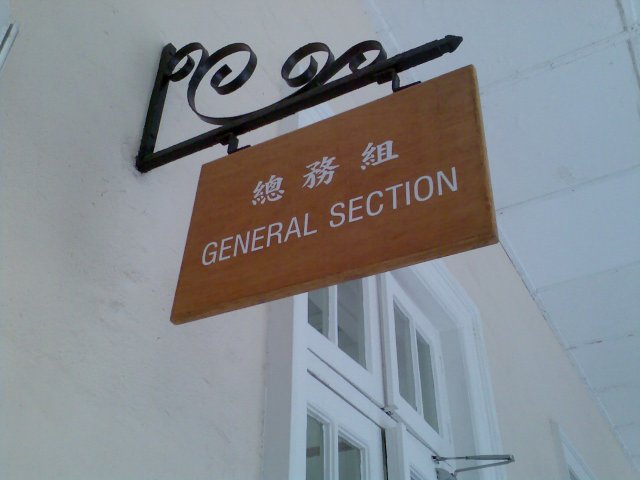 總務組
GENERAL SECTION